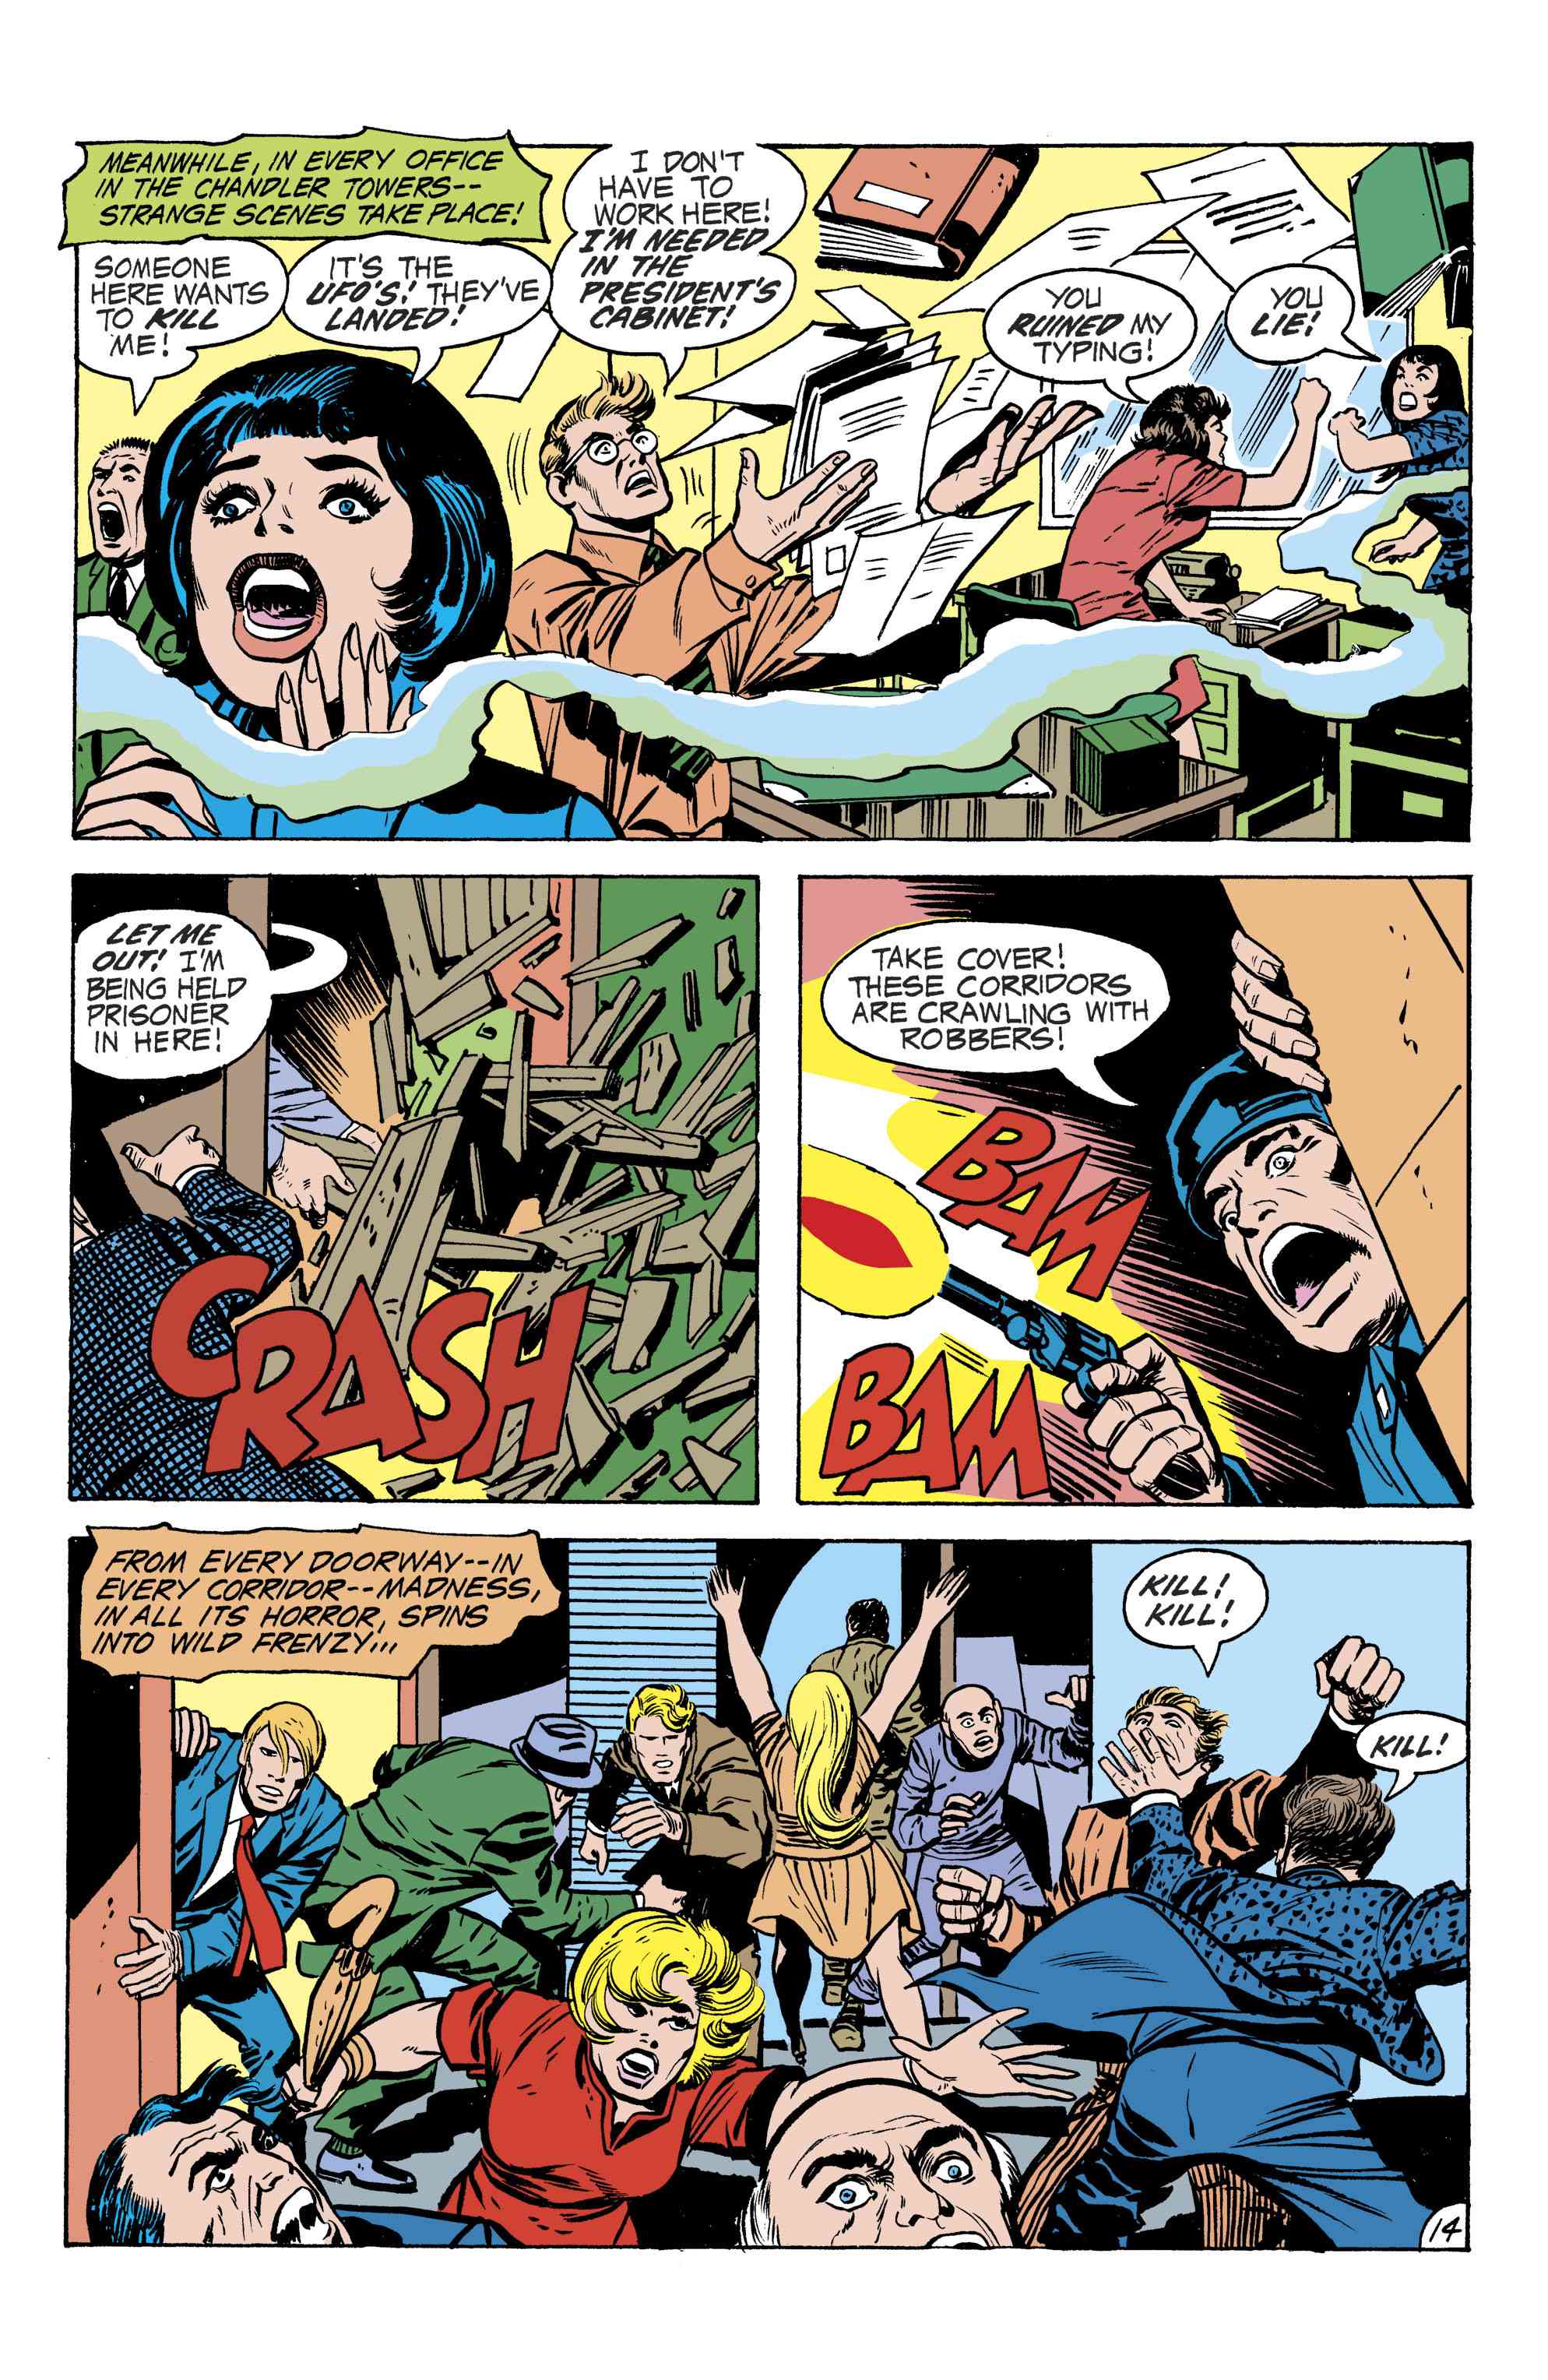 MEANWHILE, IN EVERY OFFICE
IN THE CHANDLER TOWERS--
STRANGE SCENES TAKE PLACE!
SOMEONE
HERE WANTS
TO KILL
ME!
IT'S THE
UFO'S! THEY'VE
LANDED!
I DON'T
HAVE TO
WORK HERE!
I'M NEEDED
IN THE
PRESIDENT'S
CABINET!
YOU
RUINED MY
TYPING!
YOU
LIE!
LET ME
OUT! I'M
BEING HELD
PRISONER
IN HERE!
CRASH
TAKE COVER!
THESE CORRIDORS
ARE CRAWLING WITH
ROBBERS!
BAM
BAM
FROM EVERY DOORWAY--IN
EVERY CORRIDOR--MADNESS,
IN ALL ITS HORROR, SPINS
INTO WILD FRENZY...
KILL!
KILL!
KILL!
14